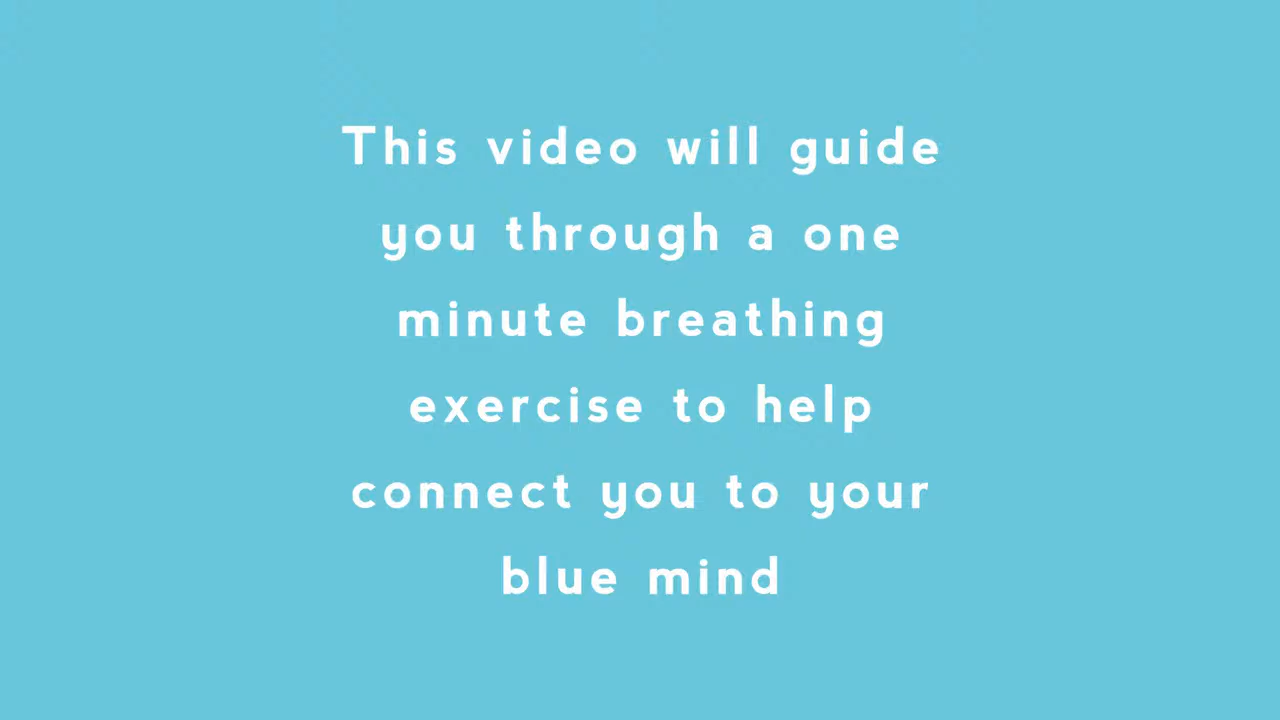 This video will guide
you through a one
minute breathing
exercise to help
connect you to your
blue mind